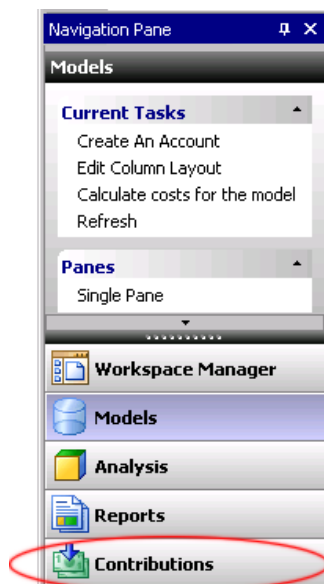 Navigation Pane
Models
Current Tasks
Create An Account
Edit Column Layout
Calculate costs for the model
Refresh
Panes
Single Pane
Workspace Manager
Models
Analysis
Reports
Contributions